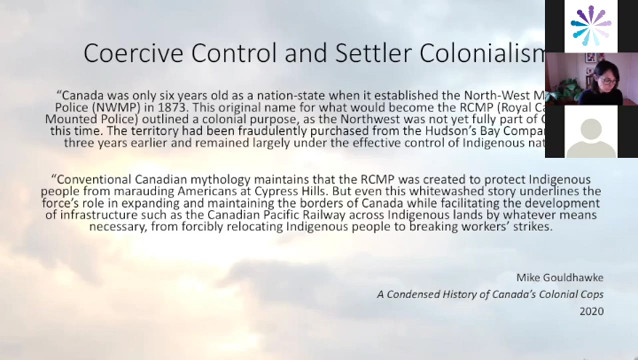 Coercive Control and Settler Colonialism
“Canada was only six years old as a nation-state when it established the North-West
Police (NWMP) in 1873. This original name for what would become the RCMP (Royal
Mounted Police) outlined a colonial purpose, as the Northwest was not yet fully part of
this time. The territory had been fraudulently purchased from the Hudson’s Bay
three years earlier and remained largely under the effective control of Indigenous
“Conventional Canadian mythology maintains that the RCMP was created to protect Indigenous
people from marauding Americans at Cypress Hills. But even this whitewashed story underlines the
force’s role in expanding and maintaining the borders of Canada while facilitating the development
of infrastructure such as the Canadian Pacific Railway across Indigenous lands by whatever means
necessary, from forcibly relocating Indigenous people to breaking workers’ strikes.
Mike Gouldhawke
A Condensed History of Canada’s Colonial Cops
2020